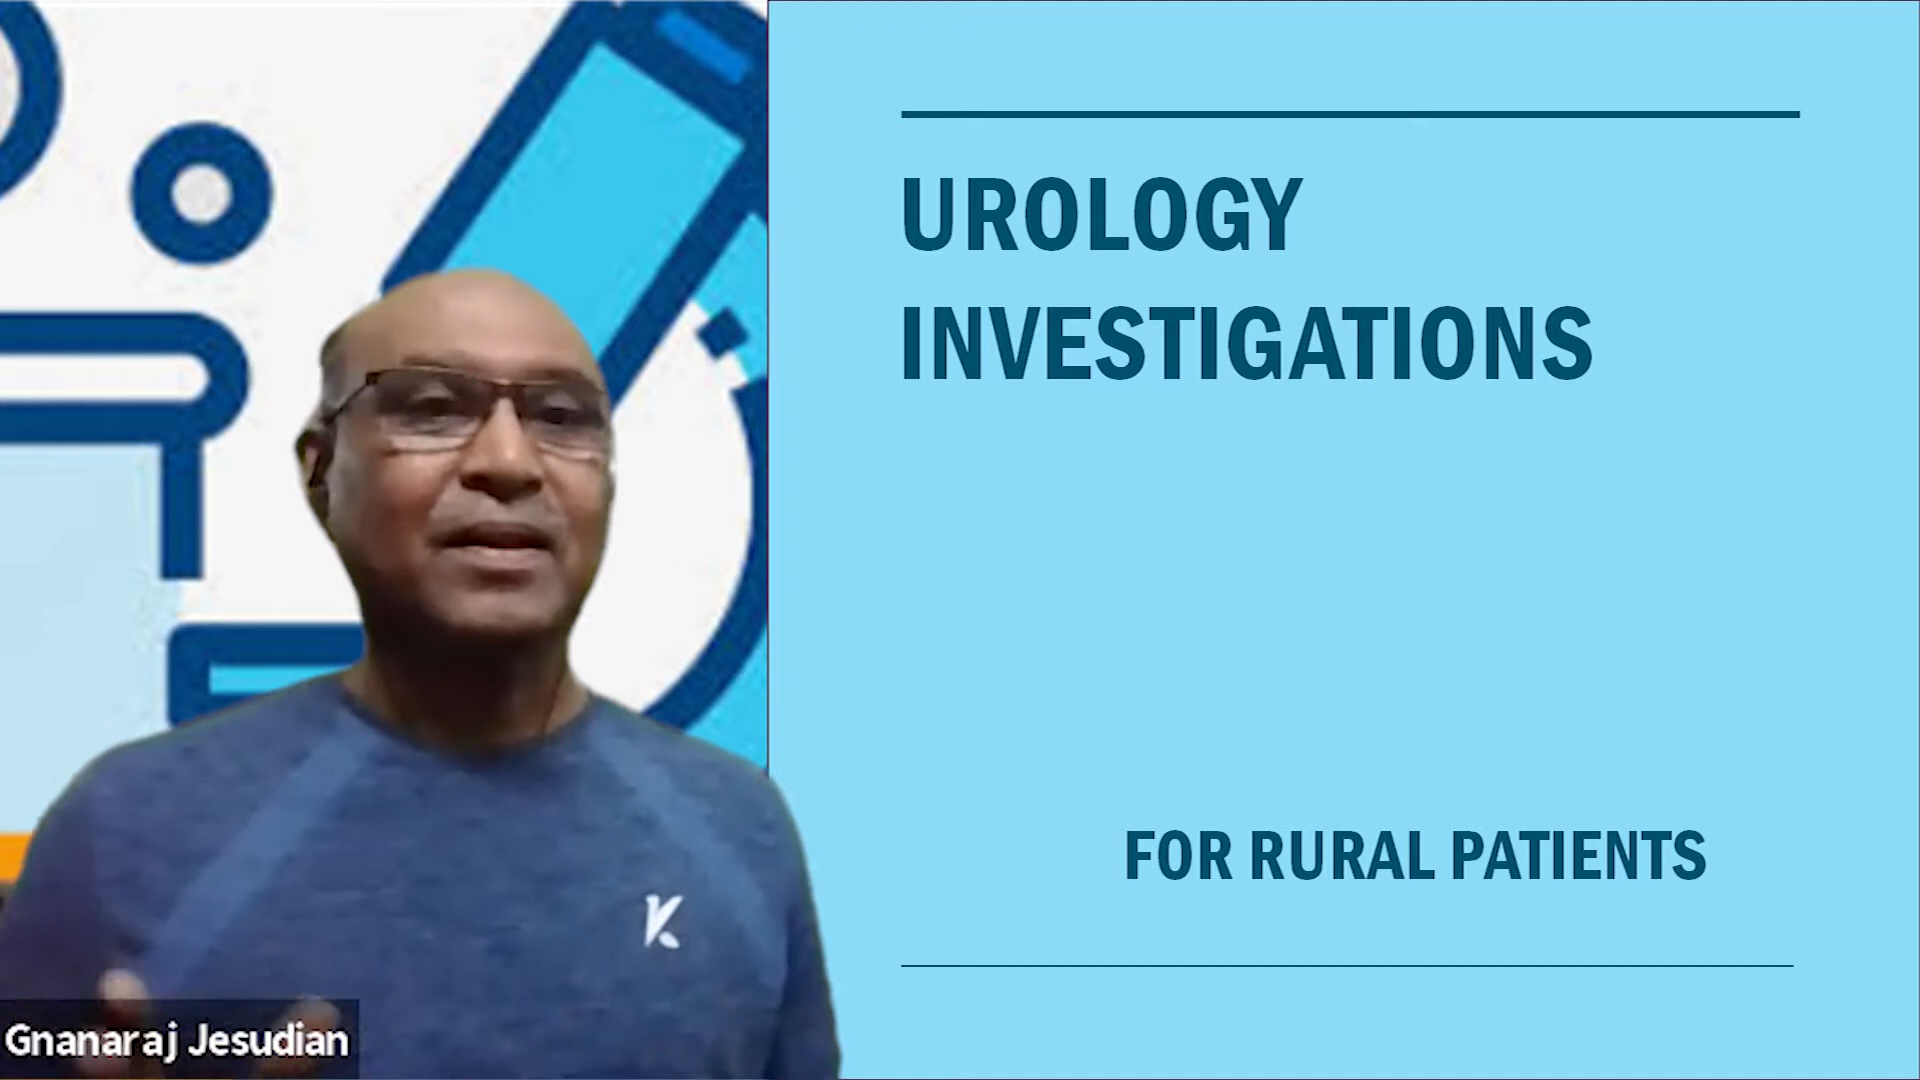 UROLOGY
INVESTIGATIONS
FOR RURAL PATIENTS
K
Gnanaraj Jesudian